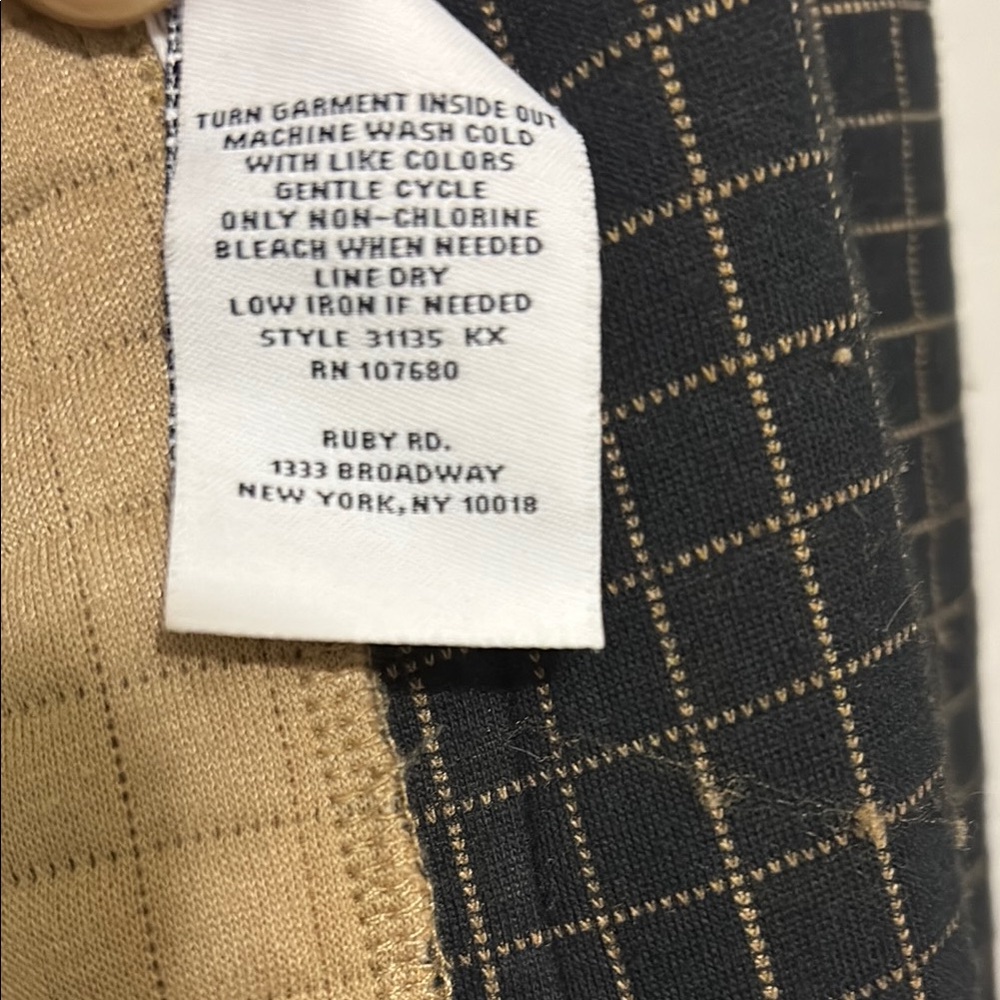 TURN GARMENT INSIDE OUT
MACHINE WASH COLD
WITH LIKE COLORS
GENTLE CYCLE
ONLY NON-CHLORINE
BLEACH WHEN NEEDED
LINE DRY
LOW IRON IF NEEDED
STYLE 31135 KX
RN 107680
RUBY RD.
1333 BROADWAY
NEW YORK, NY 10018